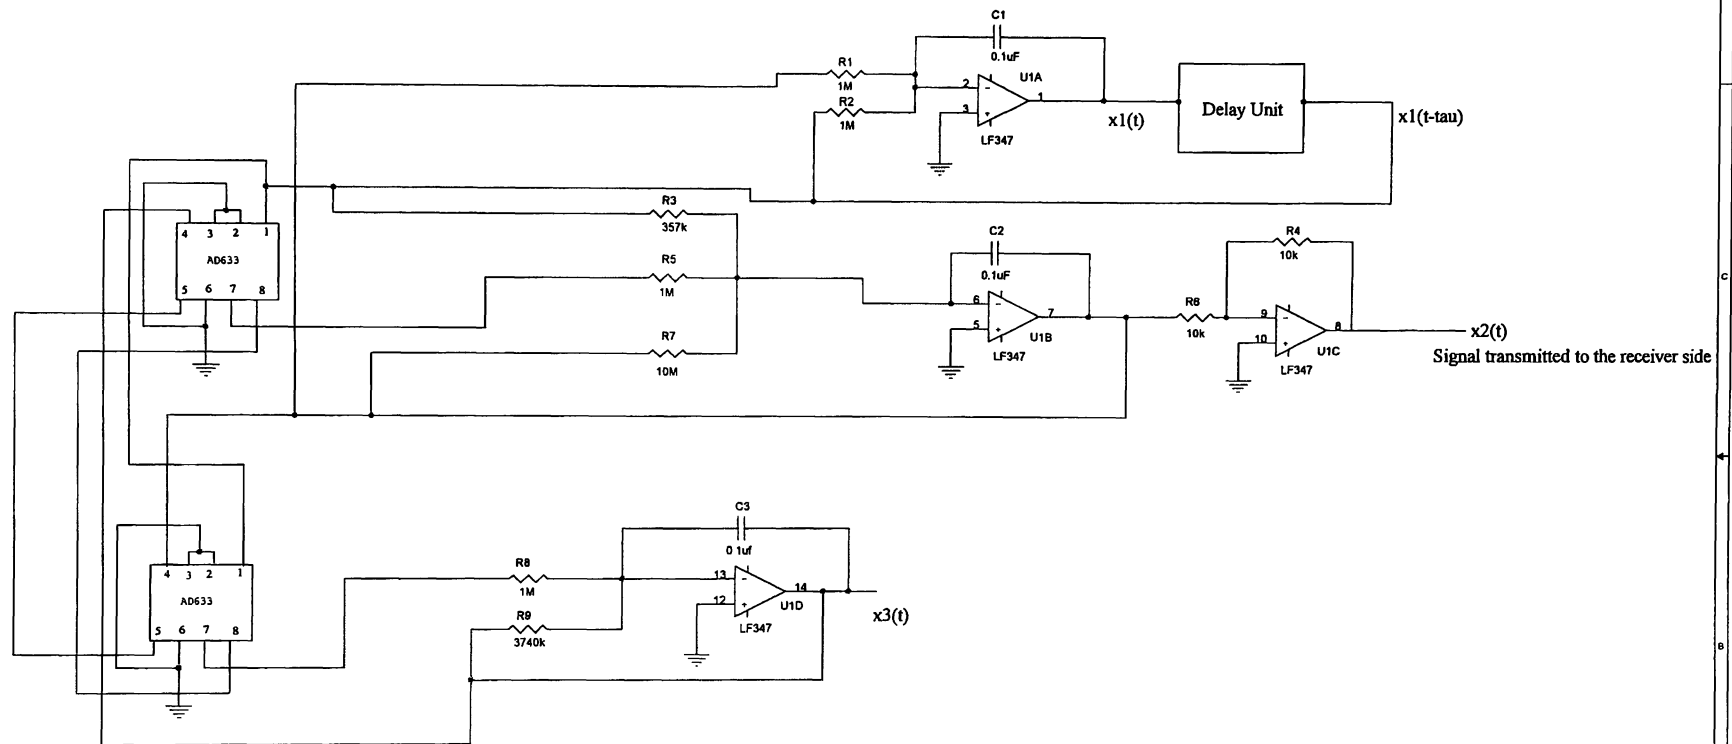 C1
0.1uF
R1
1M
R2
1M
2
3
1
U1A
LF347
x1(t)
Delay Unit
x1(t-tau)
4 3 2 1
AD633
5 6 7 8
R3
357k
R5
1M
R7
10M
C2
0.1uF
6
5
7
U1B
LF347
R4
10k
R6
10k
9
10
8
U1C
LF347
x2(t)
Signal transmitted to the receiver side
C
4 3 2 1
AD633
5 6 7 8
C3
0 1uf
R8
1M
R9
3740k
13
12
14
U1D
LF347
x3(t)
B